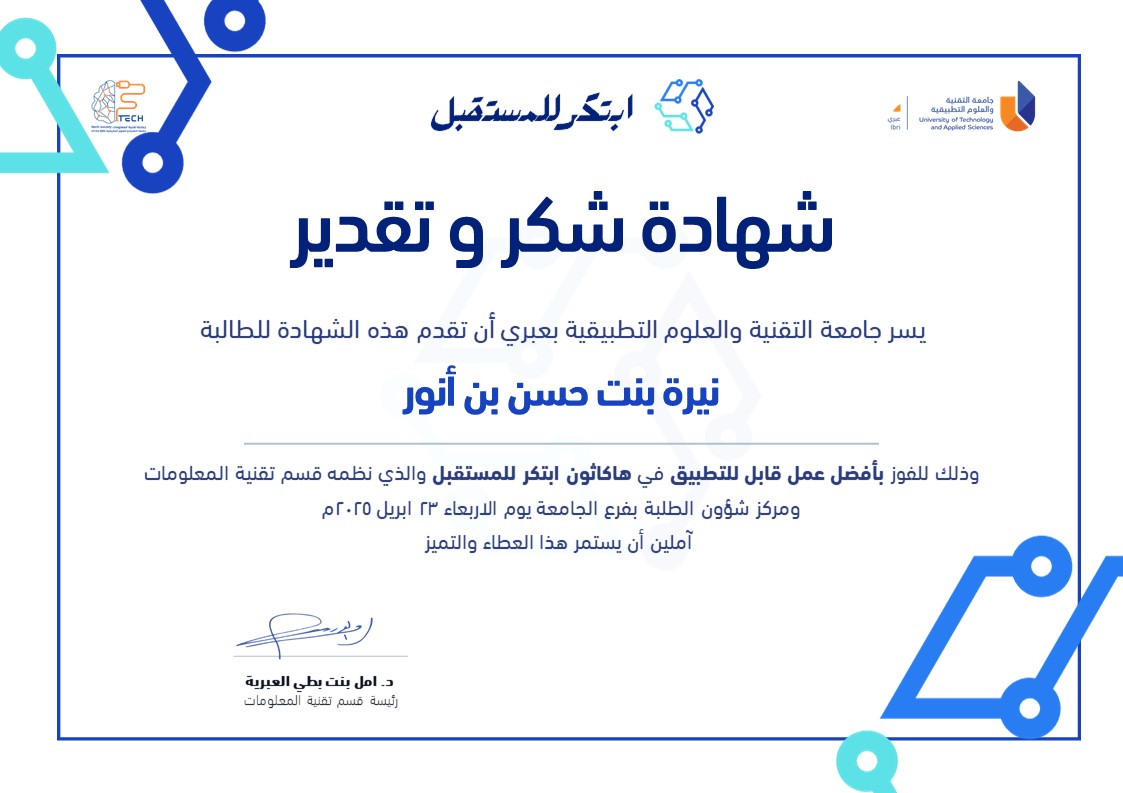 TECH
ابتكر للمستقبل
جامعة التقنية
والعلوم التطبيقية
University of Technology
and Applied Sciences
عبري
Ibri
شهادة شكر و تقدير
يسر جامعة التقنية والعلوم التطبيقية بعبري أن تقدم هذه الشهادة للطالبة
نيرة بنت حسن بن أنور
وذلك للفوز بأفضل عمل قابل للتطبيق في هاكاثون ابتكر للمستقبل والذي نظمه قسم تقنية المعلومات
ومركز شؤون الطلبة بفرع الجامعة يوم الاربعاء ٢٣ ابريل ٢٠٢٥م
آملين أن يستمر هذا العطاء والتميز
د. امل بنت بطي العبرية
رئيسة قسم تقنية المعلومات